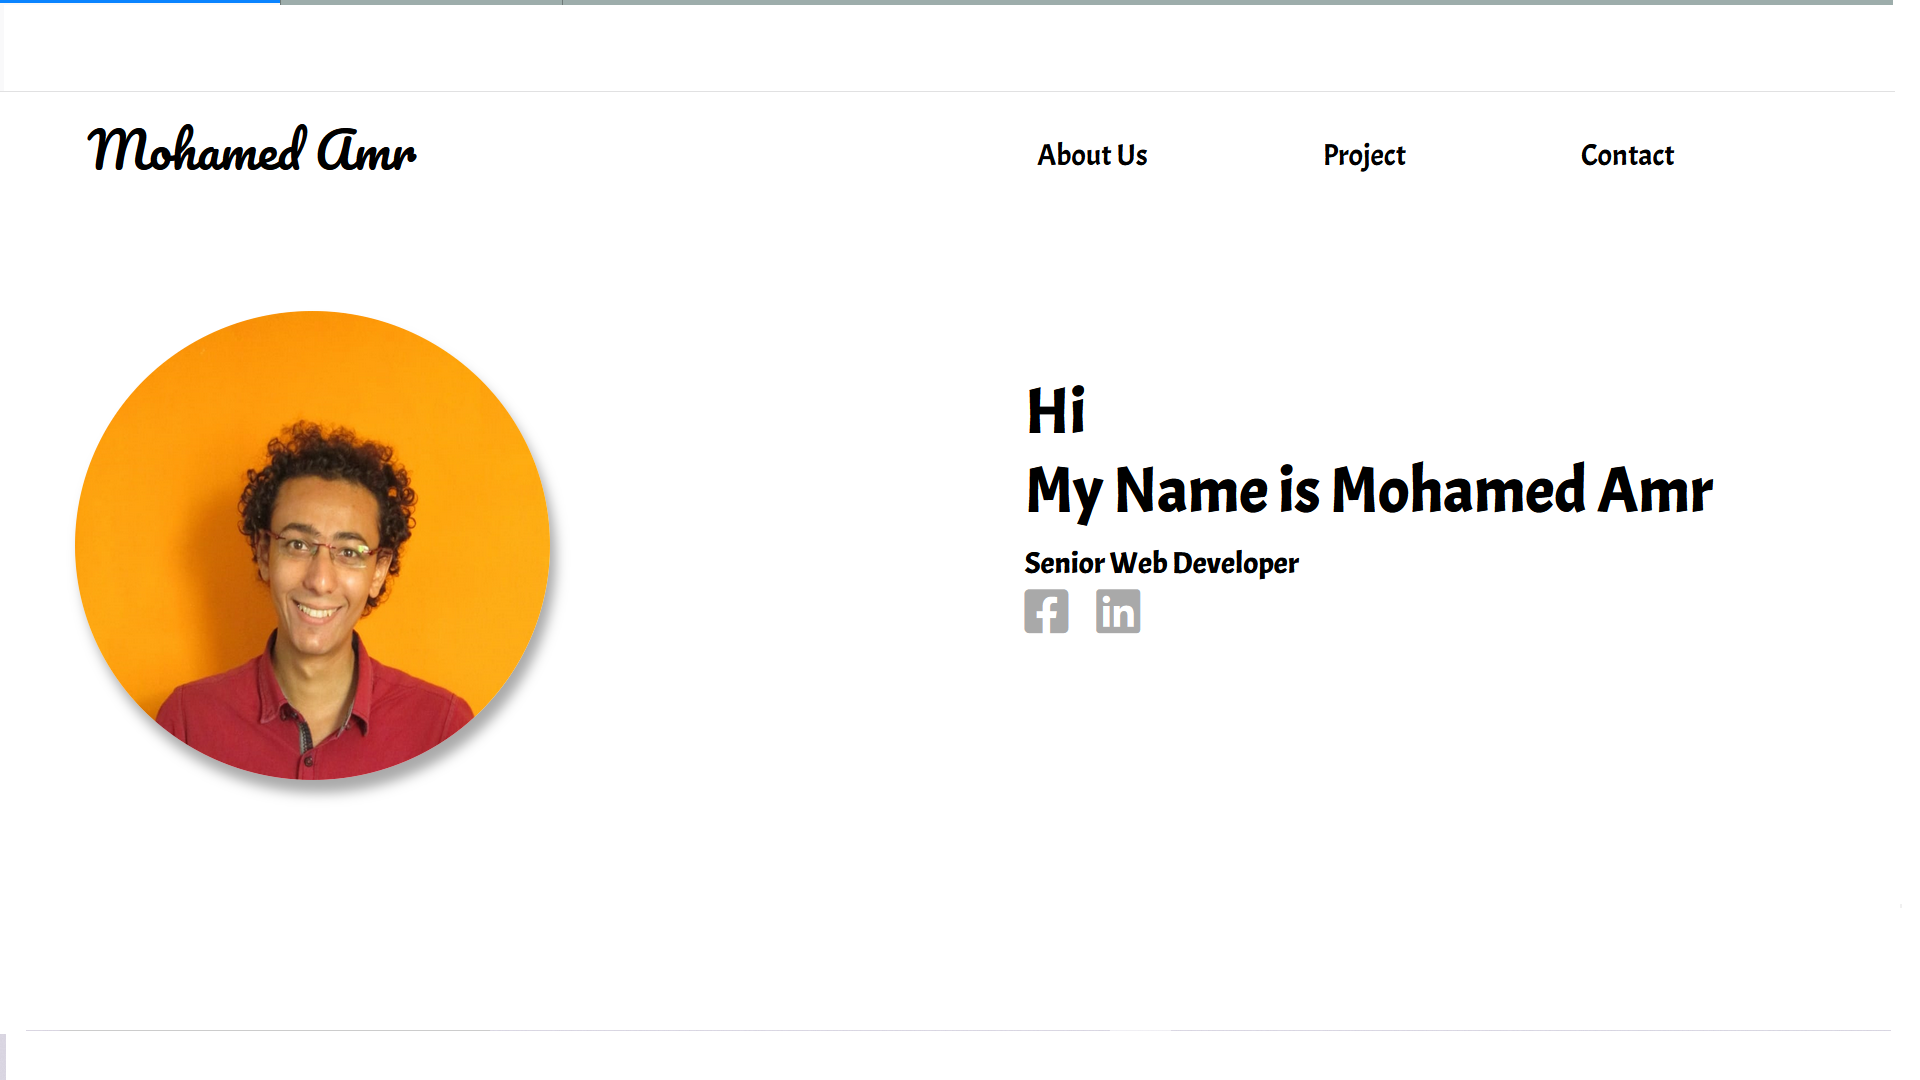 Mohamed Amr
About Us
Project
Contact
Hi
My Name is Mohamed Amr
Senior Web Developer